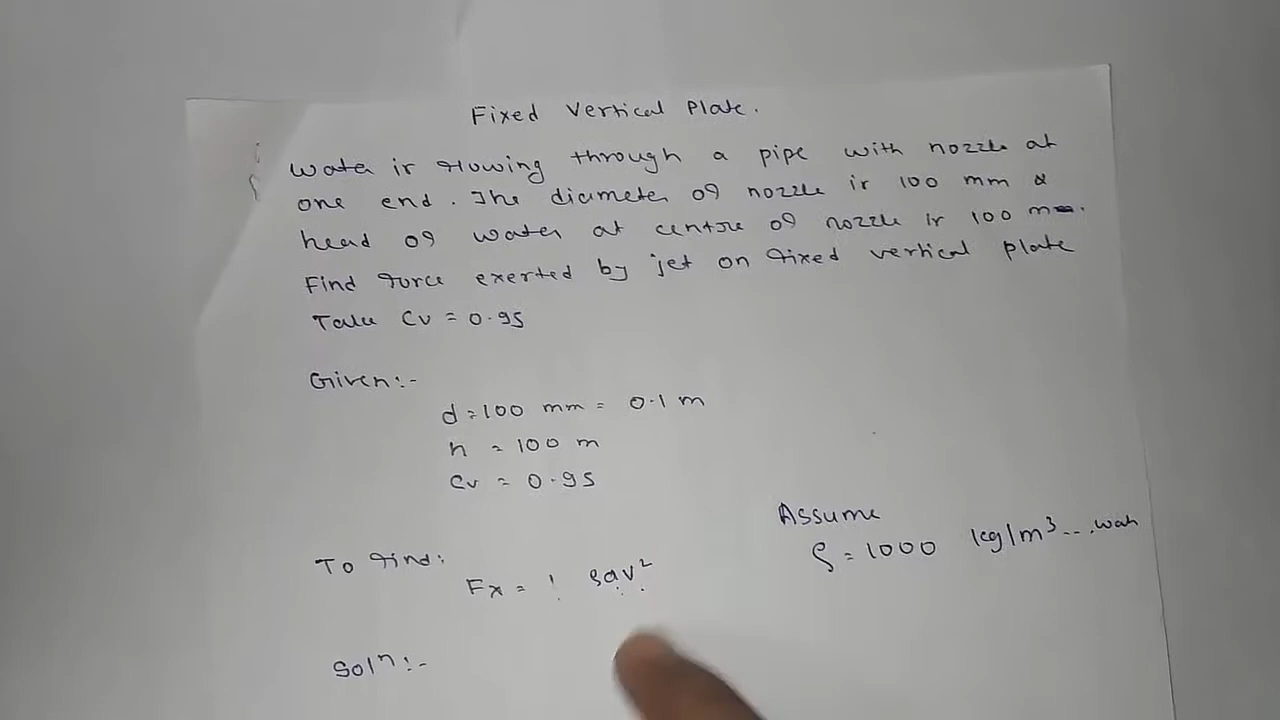 Fixed Vertical Plate.
Water is flowing through a pipe with nozzle at
one end. The diameter of nozzle is 100 mm &
head of water at centre of nozzle is 100 m.
Find force exerted by jet on fixed vertical plate
Take Cv = 0.95
Given:-
d = 100 mm = 0.1 m
h = 100 m
Cv = 0.95
Assume
ρ = 1000 kg/m³ ...
To find:
Fx = ! ρav²
Solⁿ:-